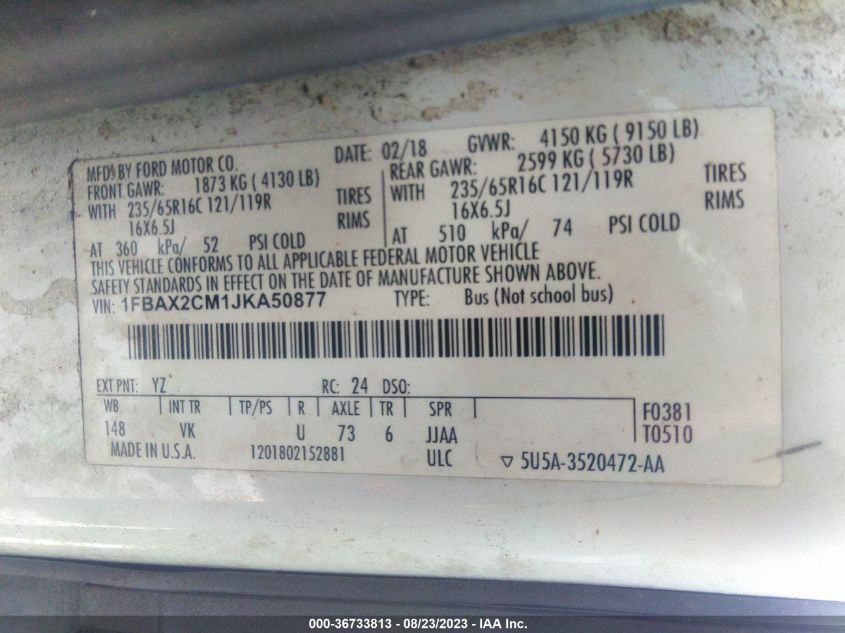 MFD. BY FORD MOTOR CO. DATE: 02/18 GVWR: 4150 KG ( 9150 LB)
FRONT GAWR: 1873 KG ( 4130 LB) REAR GAWR: 2599 KG ( 5730 LB)
WITH 235/65R16C 121/119R TIRES WITH 235/65R16C 121/119R TIRES
16X6.5J RIMS 16X6.5J RIMS
AT 360 kPa/ 52 PSI COLD AT 510 kPa/ 74 PSI COLD
THIS VEHICLE CONFORMS TO ALL APPLICABLE FEDERAL MOTOR VEHICLE
SAFETY STANDARDS IN EFFECT ON THE DATE OF MANUFACTURE SHOWN ABOVE.
VIN: 1FBAX2CM1JKA50877 TYPE: Bus (Not school bus)
EXT PNT: YZ RC: 24 DSO:
WB INT TR TP/PS R AXLE TR SPR F0381
148 VK U 73 6 JJAA T0510
MADE IN U.S.A. 1201802152881 ULC ▽ 5U5A-3520472-AA
000-36733813 - 08/23/2023 - IAA Inc.